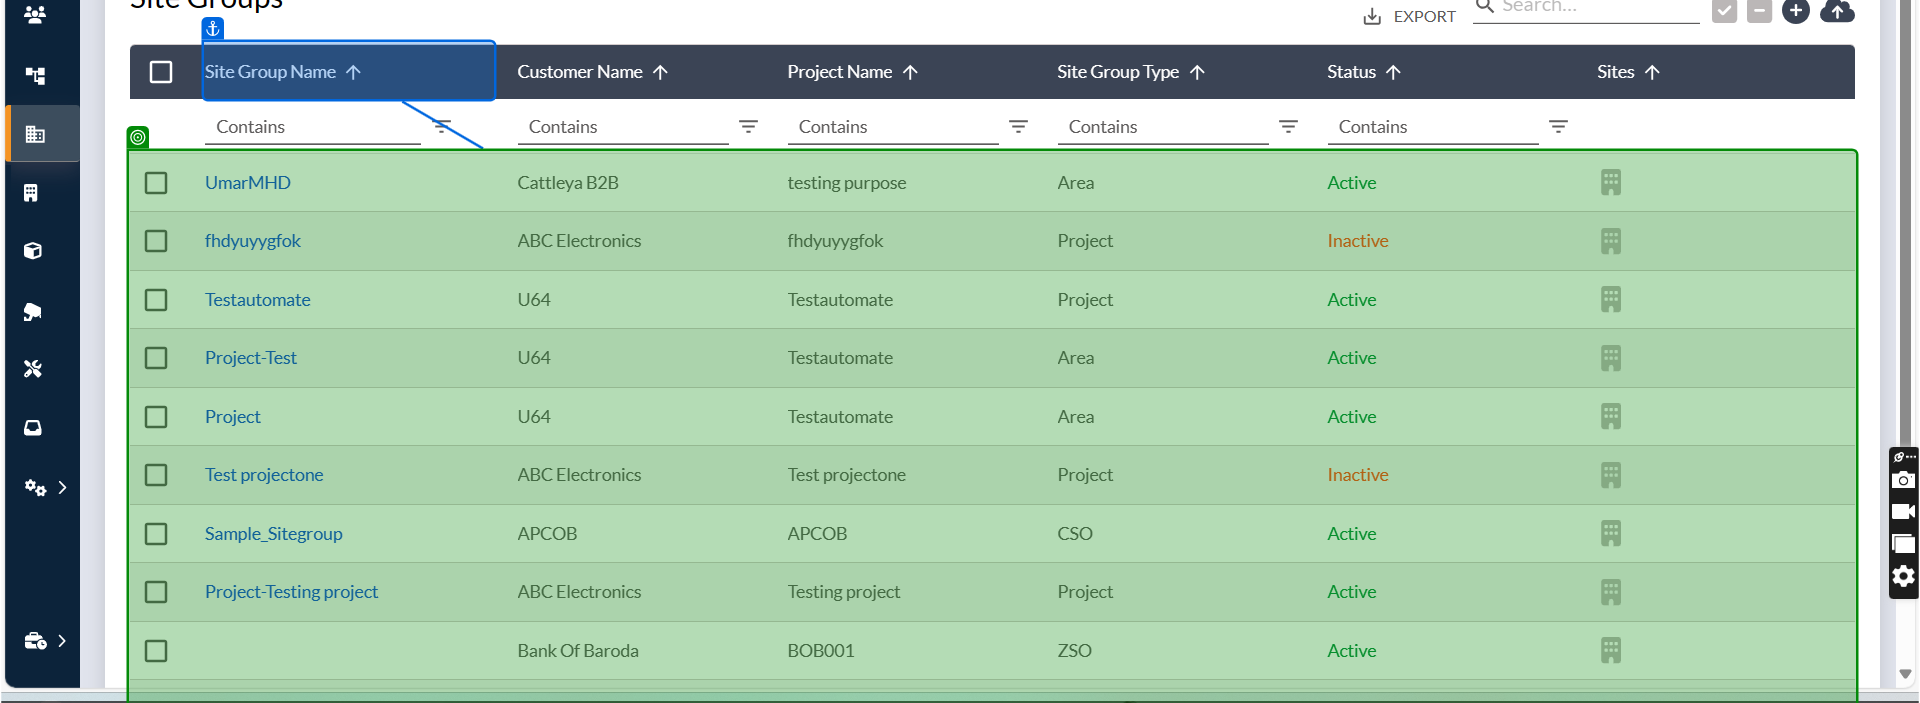 Site Groups
EXPORT Search...
Site Group Name Customer Name Project Name Site Group Type Status Sites
Contains Contains Contains Contains Contains
UmarMHD Cattleya B2B testing purpose Area Active
fhdyuyygfok ABC Electronics fhdyuyygfok Project Inactive
Testautomate U64 Testautomate Project Active
Project-Test U64 Testautomate Area Active
Project U64 Testautomate Area Active
Test projectone ABC Electronics Test projectone Project Inactive
Sample_Sitegroup APCOB APCOB CSO Active
Project-Testing project ABC Electronics Testing project Project Active
Bank Of Baroda BOB001 ZSO Active